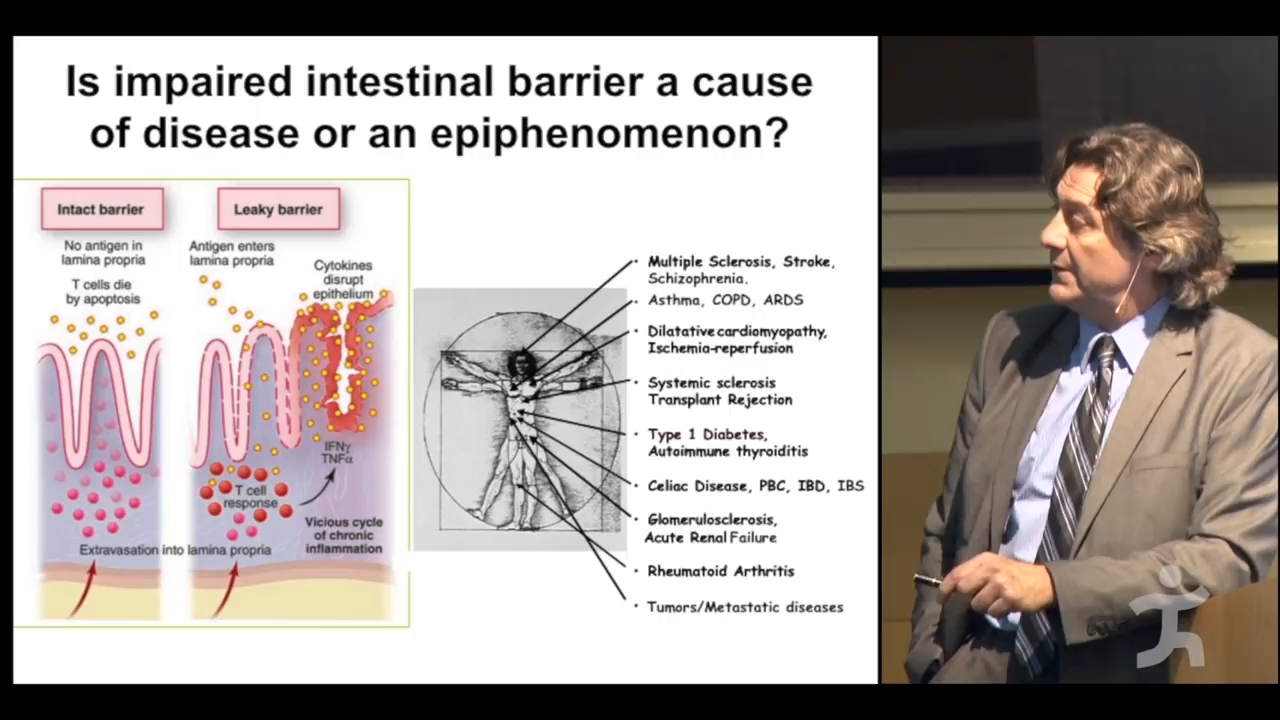 Is impaired intestinal barrier a cause
of disease or an epiphenomenon?
Intact barrier
No antigen in
lamina propria
T cells die
by apoptosis
Leaky barrier
Antigen enters
lamina propria
Cytokines
disrupt
epithelium
IFNγ
TNFα
T cell
response
Vicious cycle
of chronic
inflammation
Extravasation into lamina propria
• Multiple Sclerosis, Stroke,
Schizophrenia.
• Asthma, COPD, ARDS
• Dilatative cardiomyopathy,
Ischemia-reperfusion
• Systemic sclerosis
Transplant Rejection
• Type 1 Diabetes,
Autoimmune thyroiditis
• Celiac Disease, PBC, IBD, IBS
• Glomerulosclerosis,
Acute Renal Failure
• Rheumatoid Arthritis
• Tumors/Metastatic diseases